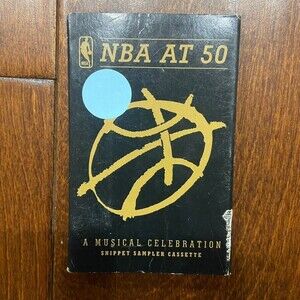 NBA AT 50
A MUSICAL CELEBRATION
SNIPPET SAMPLER CASSETTE